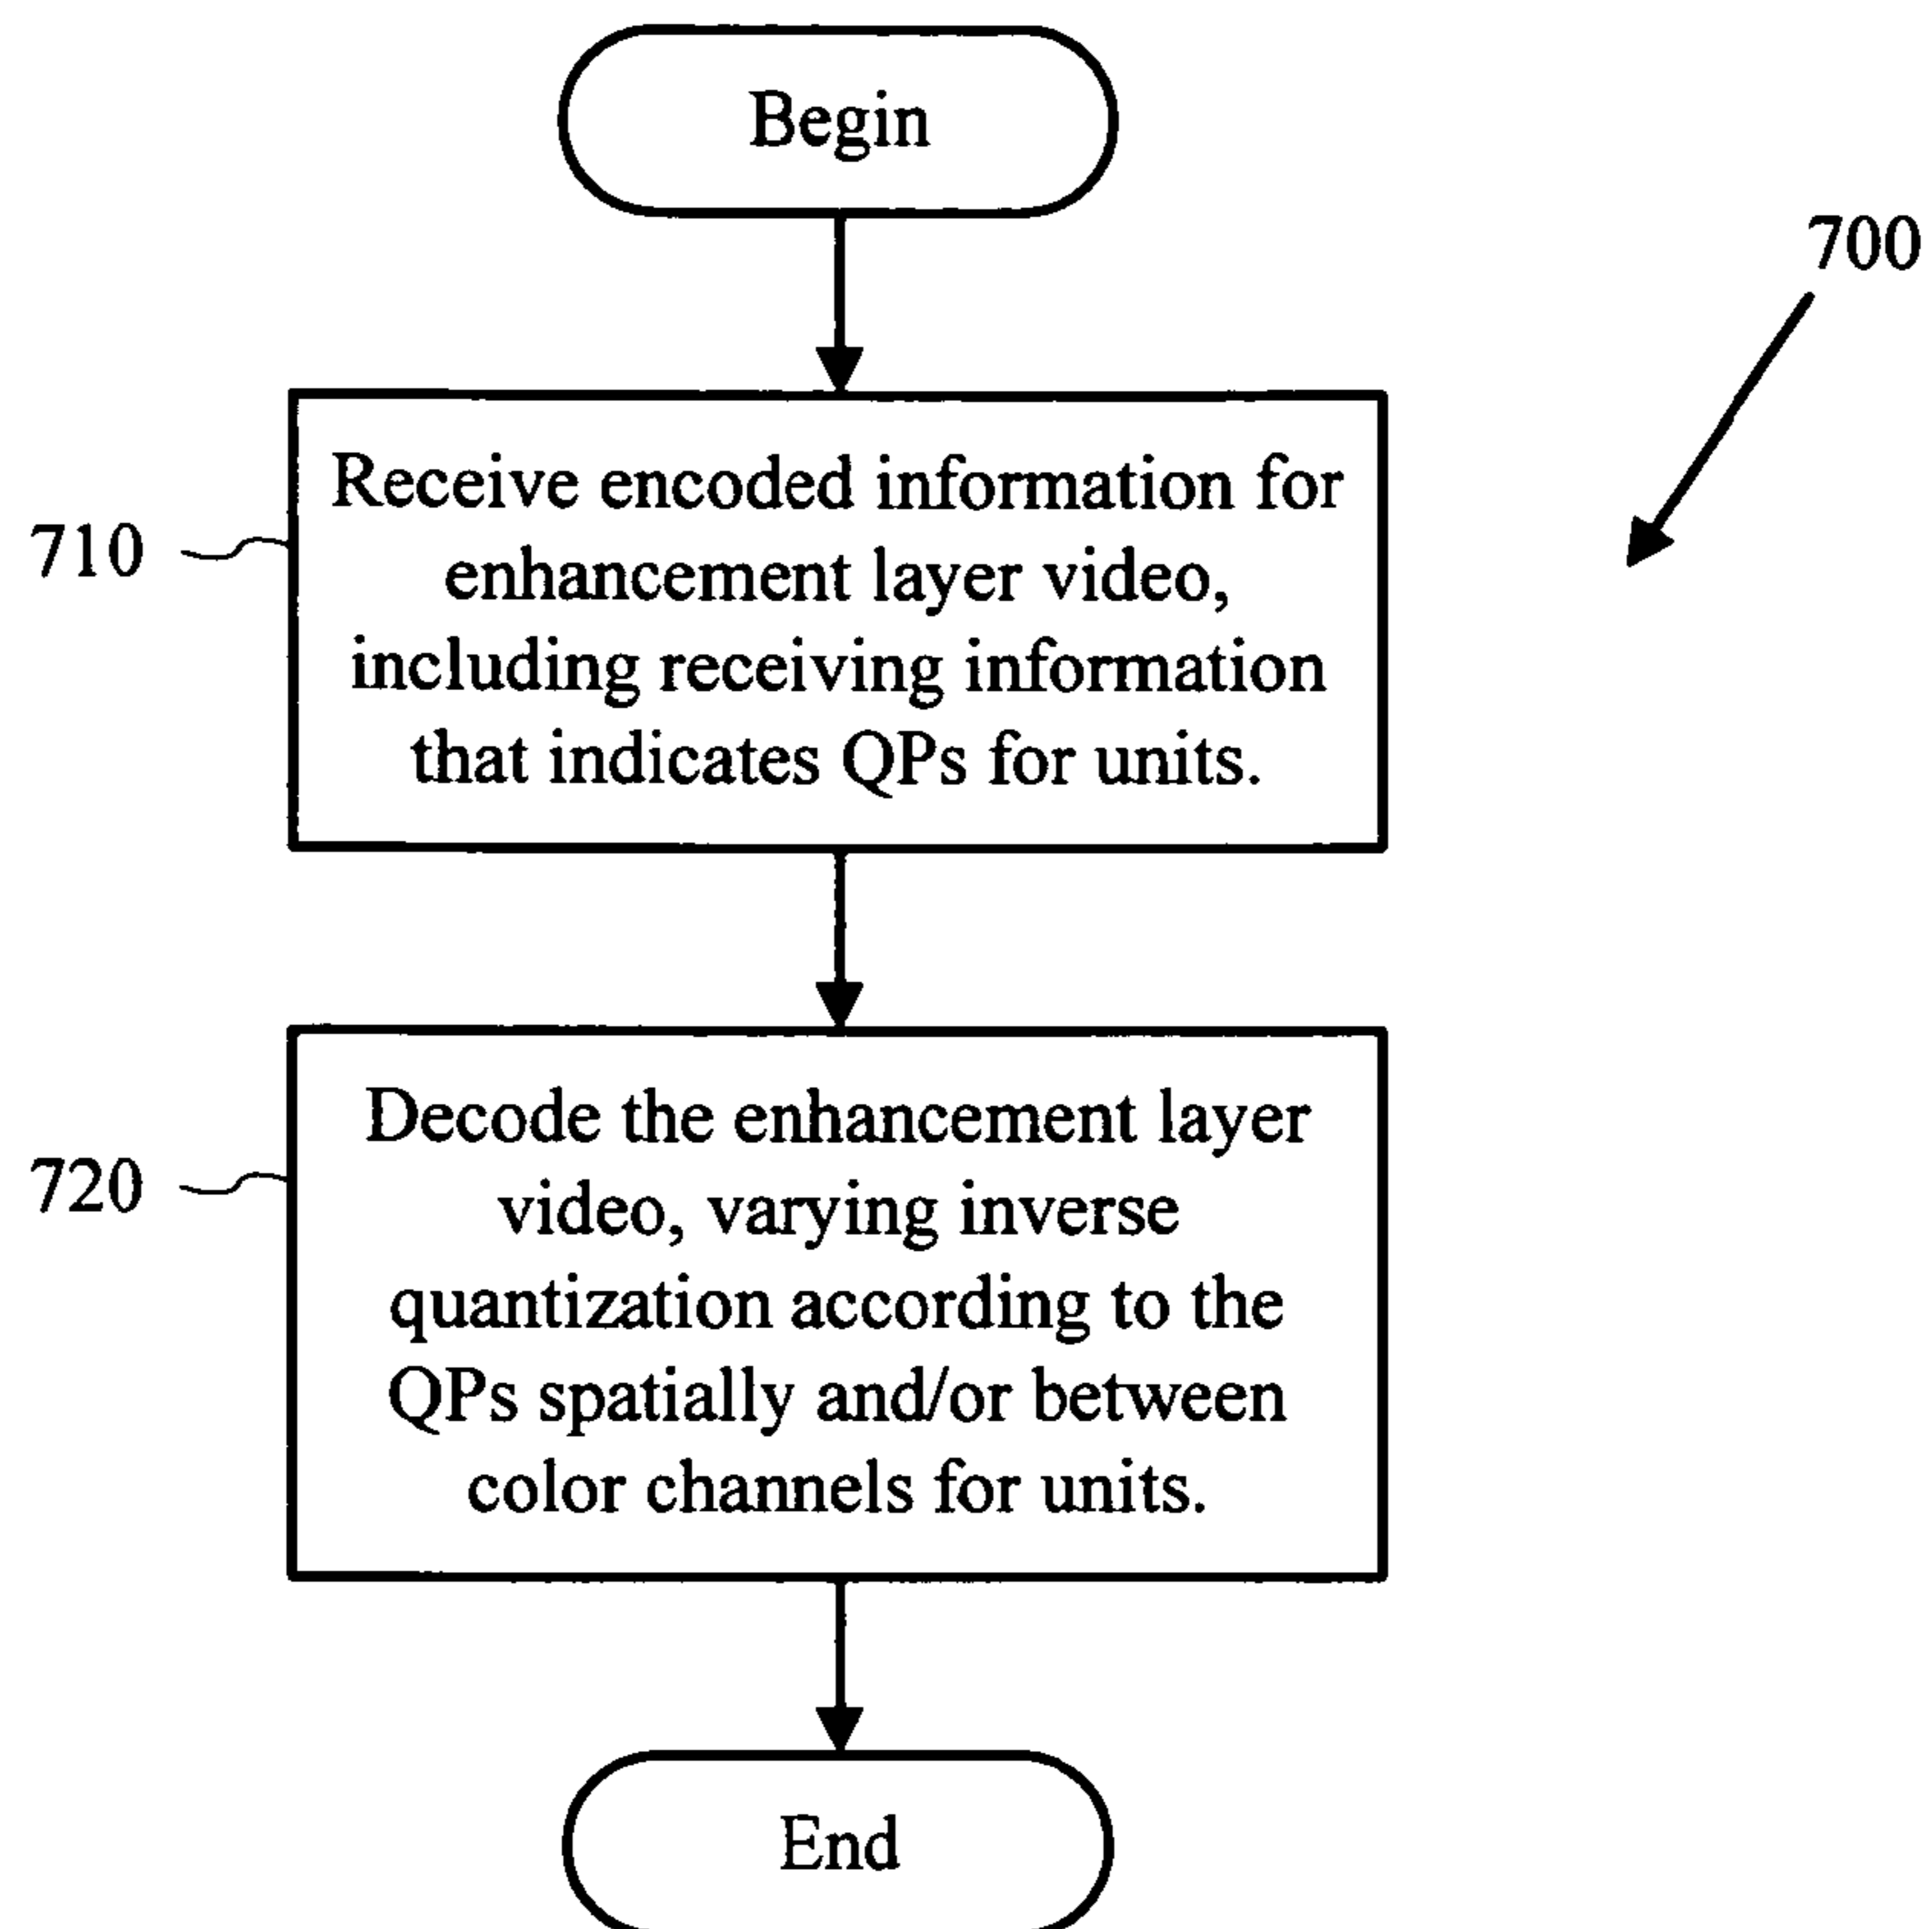 Begin
700
710
Receive encoded information for
enhancement layer video,
including receiving information
that indicates QPs for units.
720
Decode the enhancement layer
video, varying inverse
quantization according to the
QPs spatially and/or between
color channels for units.
End